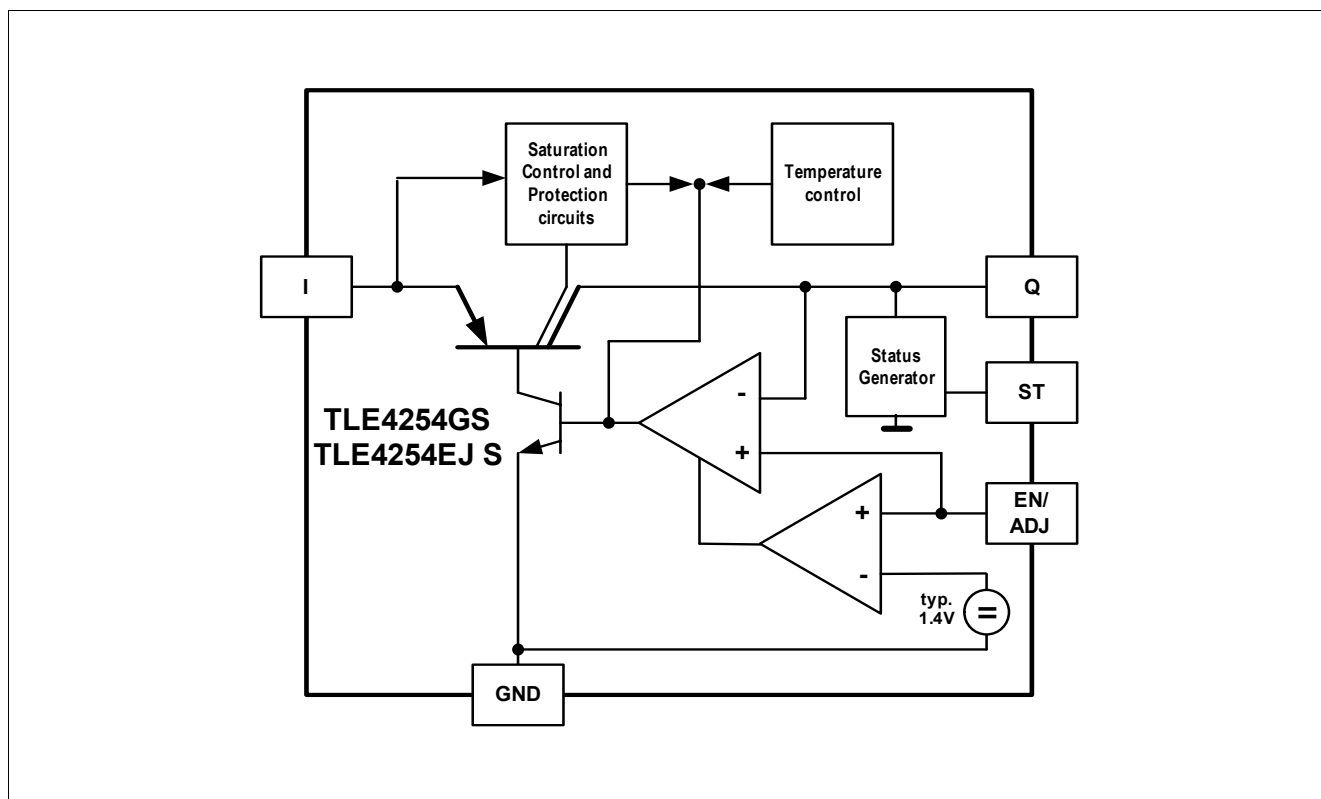 Saturation
Control and
Protection
circuits
Temperature
control
I
Q
Status
Generator
ST
TLE4254GS
TLE4254EJ S
-
+
EN/
ADJ
+
-
typ.
1.4V
=
GND